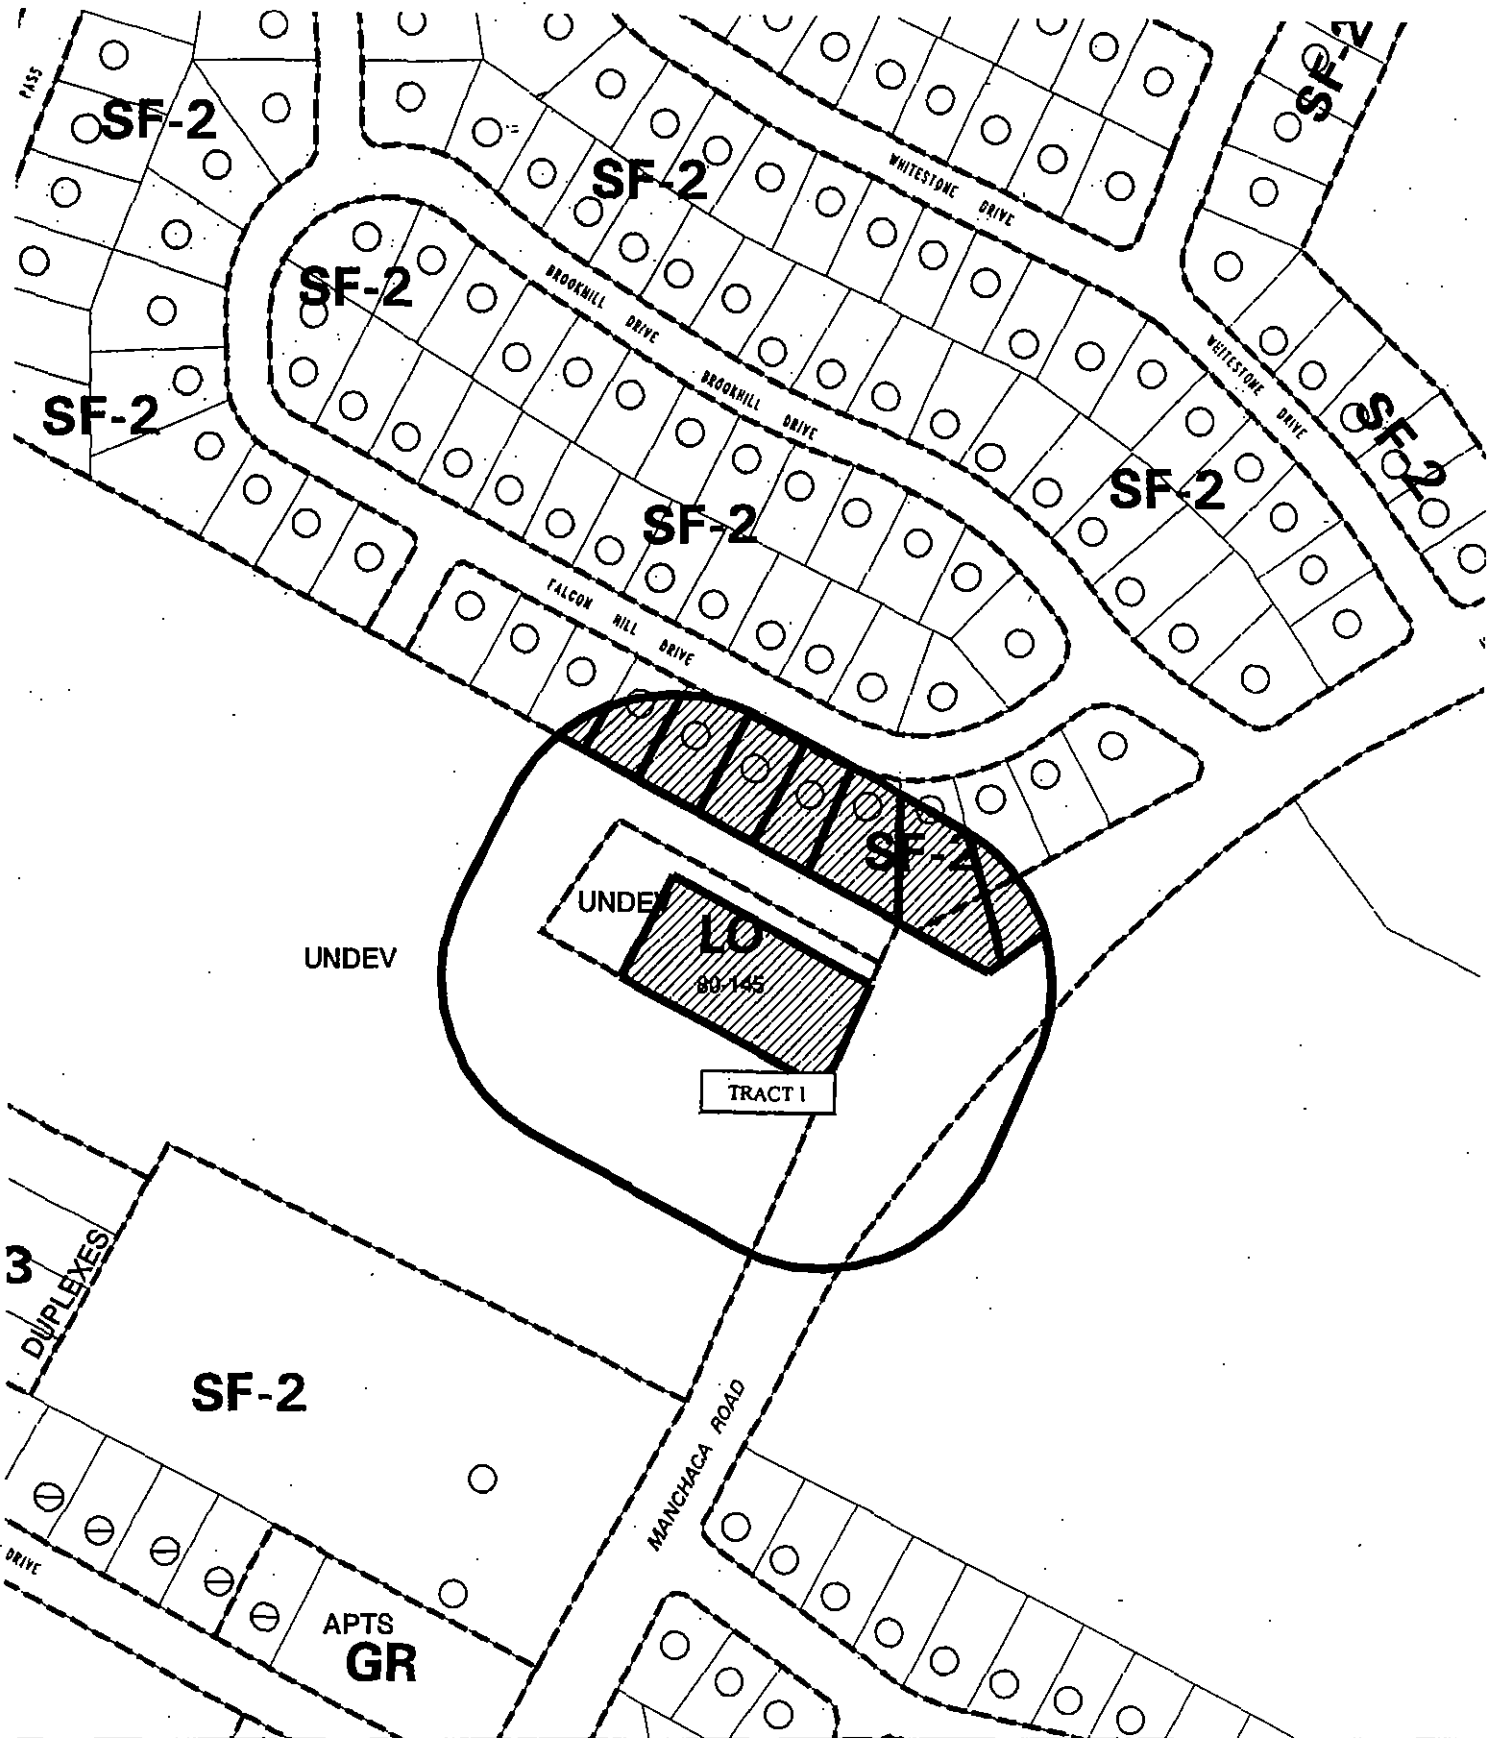 SF-2
PASS
SF-2
WHITESTONE DRIVE
SF-2
SF-2
BROOKHILL DRIVE
WHITESTONE DRIVE
BROOKHILL DRIVE
SF-2
SF-2
SF-2
SF-2
FALCON HILL DRIVE
SF-2
UNDEV
LO
UNDEV
80-145
TRACT 1
3
DUPLEXES
SF-2
MANCHACA ROAD
DRIVE
APTS
GR